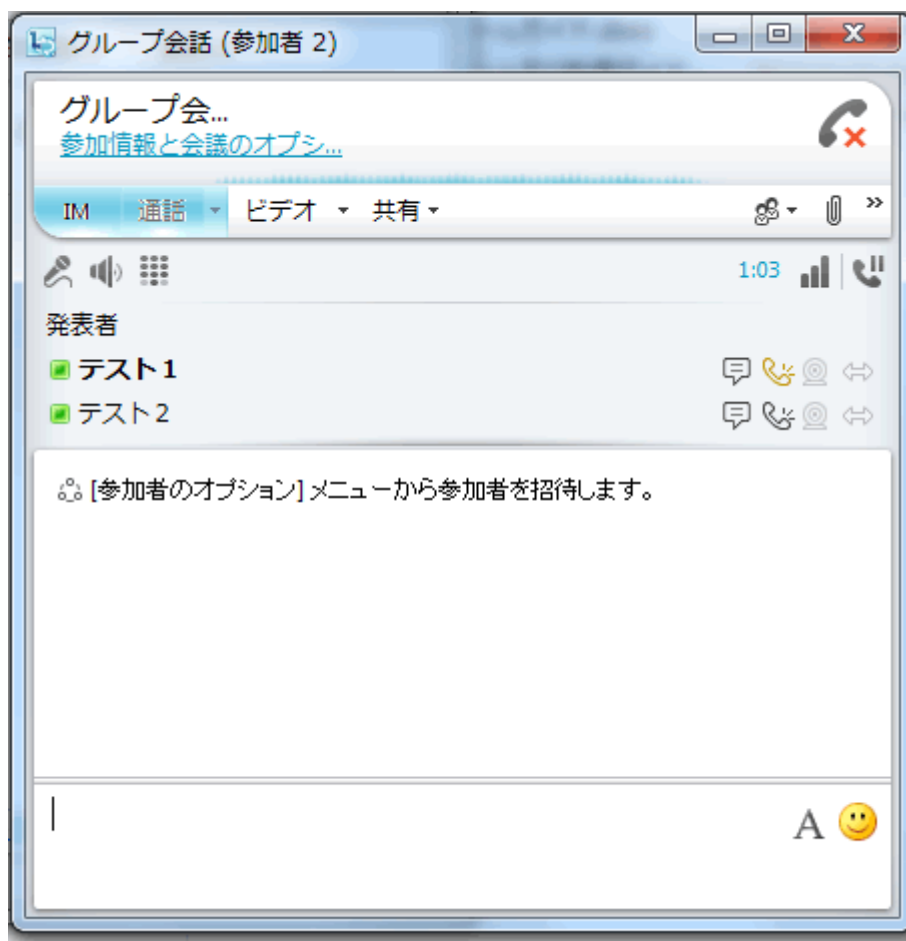 グループ会話 (参加者 2)
グループ会...
参加情報と会議のオプシ...
IM 通話 ビデオ 共有
1:03
発表者
テスト1
テスト2
[参加者のオプション] メニューから参加者を招待します。
A